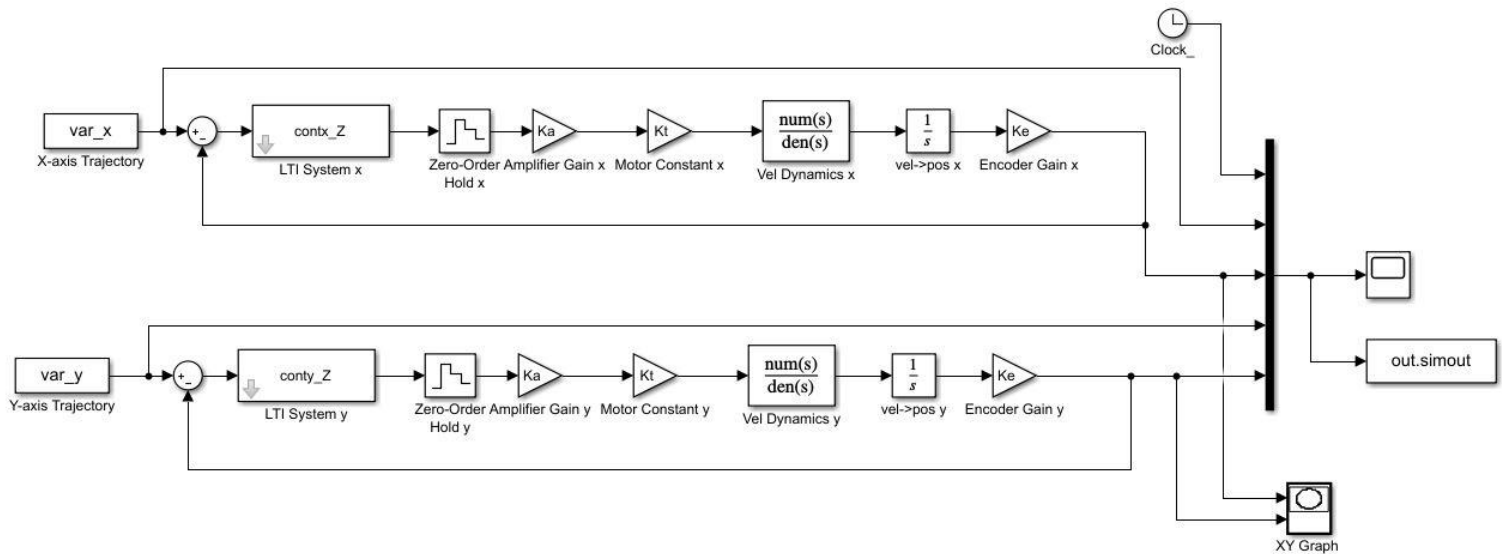 Clock_
var_x
X-axis Trajectory
+_
contx_Z
LTI System x
Zero-Order
Hold x
Ka
Amplifier Gain x
Kt
Motor Constant x
num(s)
den(s)
Vel Dynamics x
1
s
vel->pos x
Ke
Encoder Gain x
var_y
Y-axis Trajectory
+_
conty_Z
LTI System y
Zero-Order
Hold y
Ka
Amplifier Gain y
Kt
Motor Constant y
num(s)
den(s)
Vel Dynamics y
1
s
vel->pos y
Ke
Encoder Gain y
out.simout
XY Graph